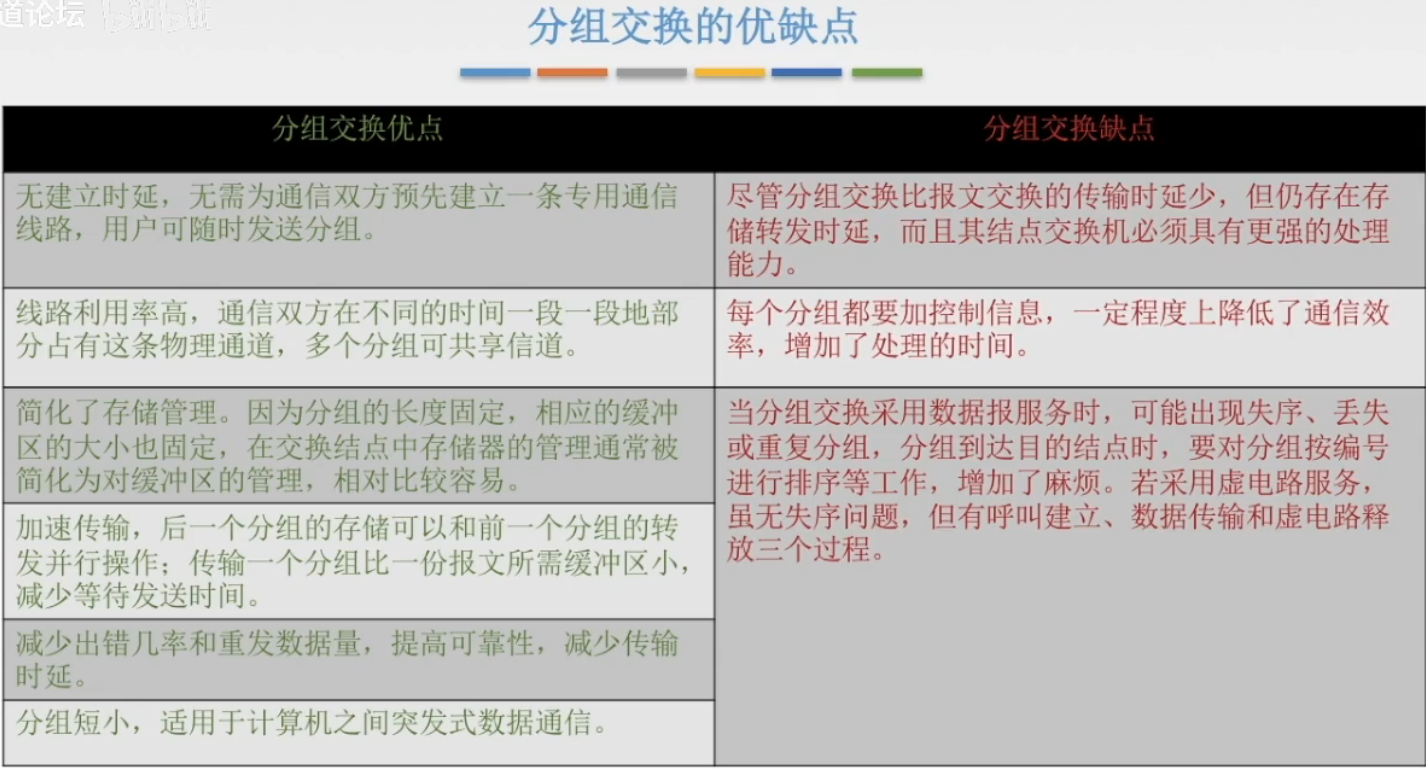 道论坛
bilibili
分组交换的优缺点
分组交换优点
分组交换缺点
无建立时延，无需为通信双方预先建立一条专用通信
线路，用户可随时发送分组。
尽管分组交换比报文交换的传输时延少，但仍存在存
储转发时延，而且其结点交换机必须具有更强的处理
能力。
线路利用率高，通信双方在不同的时间一段一段地部
分占有这条物理通道，多个分组可共享信道。
每个分组都要加控制信息，一定程度上降低了通信效
率，增加了处理的时间。
简化了存储管理。因为分组的长度固定，相应的缓冲
区的大小也固定，在交换结点中存储器的管理通常被
简化为对缓冲区的管理，相对比较容易。
当分组交换采用数据报服务时，可能出现失序、丢失
或重复分组，分组到达目的结点时，要对分组按编号
进行排序等工作，增加了麻烦。若采用虚电路服务，
虽无失序问题，但有呼叫建立、数据传输和虚电路释
放三个过程。
加速传输，后一个分组的存储可以和前一个分组的转
发并行操作；传输一个分组比一份报文所需缓冲区小，
减少等待发送时间。
减少出错几率和重发数据量，提高可靠性，减少传输
时延。
分组短小，适用于计算机之间突发式数据通信。